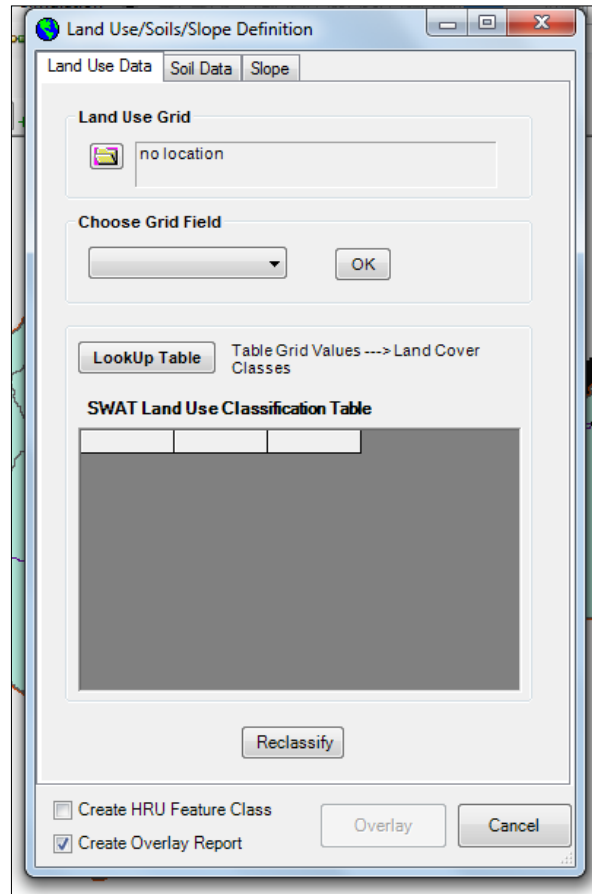 Land Use/Soils/Slope Definition
Land Use Data Soil Data Slope
Land Use Grid
no location
Choose Grid Field
OK
LookUp Table
Table Grid Values ---> Land Cover
Classes
SWAT Land Use Classification Table
Reclassify
Create HRU Feature Class
Create Overlay Report
Overlay
Cancel